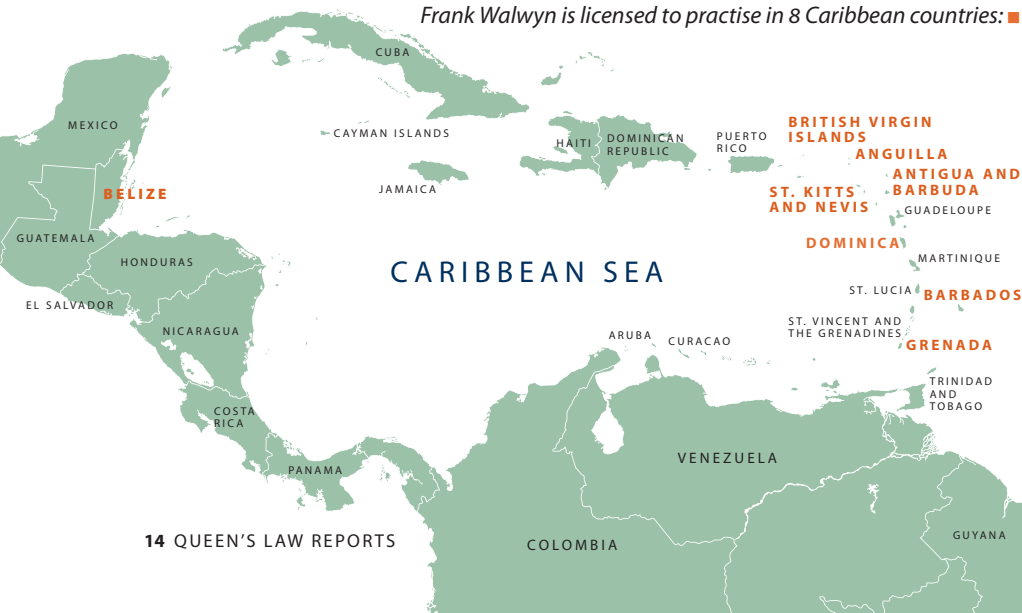 Frank Walwyn is licensed to practise in 8 Caribbean countries:
CUBA
MEXICO
CAYMAN ISLANDS
HAITI
DOMINICAN
REPUBLIC
PUERTO
RICO
BRITISH VIRGIN
ISLANDS
ANGUILLA
ANTIGUA AND
BARBUDA
JAMAICA
BELIZE
ST. KITTS
AND NEVIS
GUADELOUPE
GUATEMALA
DOMINICA
HONDURAS
CARIBBEAN SEA
MARTINIQUE
EL SALVADOR
ST. LUCIA
BARBADOS
NICARAGUA
ST. VINCENT AND
THE GRENADINES
ARUBA
CURACAO
GRENADA
TRINIDAD
AND
TOBAGO
COSTA
RICA
PANAMA
VENEZUELA
14 QUEEN'S LAW REPORTS
COLOMBIA
GUYANA